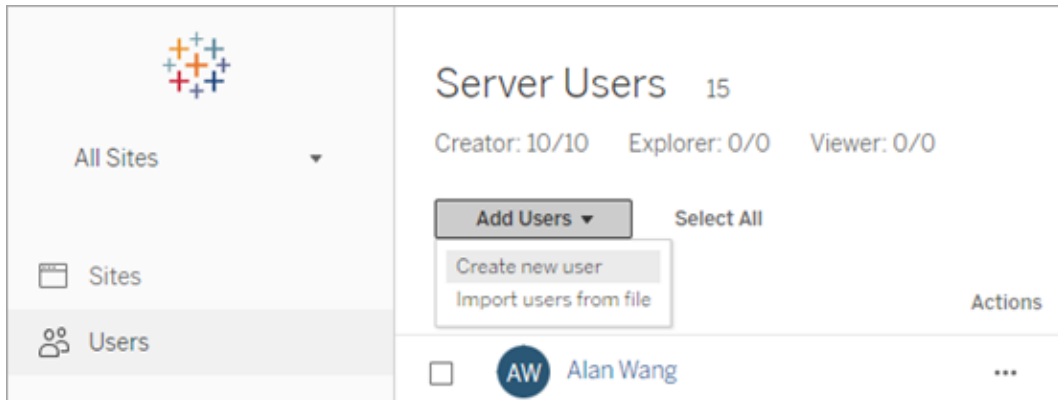 All Sites
Sites
Users
Server Users 15
Creator: 10/10 Explorer: 0/0 Viewer: 0/0
Add Users Select All
Create new user
Import users from file
Actions
AW Alan Wang